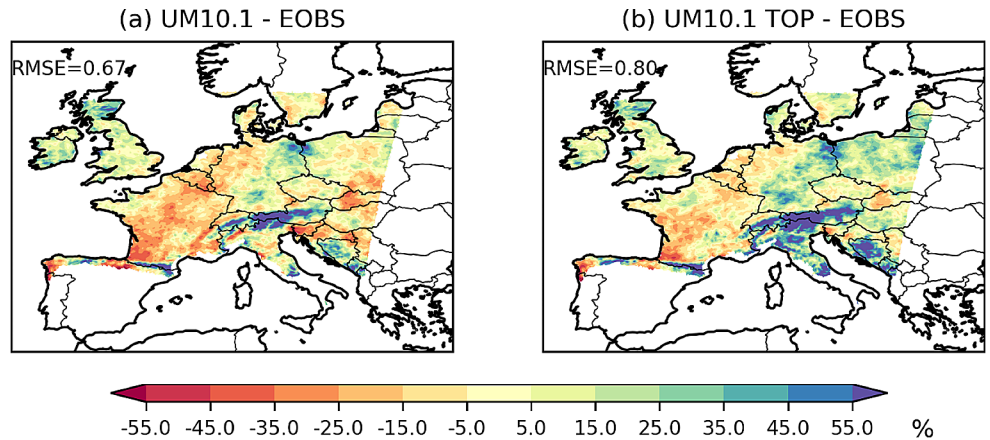 (a) UM10.1 - EOBS
(b) UM10.1 TOP - EOBS
RMSE=0.67
RMSE=0.80
-55.0 -45.0 -35.0 -25.0 -15.0 -5.0 5.0 15.0 25.0 35.0 45.0 55.0 %